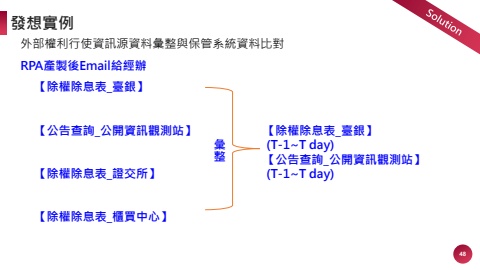 發想實例
Solution
外部權利行使資訊源資料彙整與保管系統資料比對
RPA產製後Email給經辦
【除權除息表_臺銀】
【公告查詢_公開資訊觀測站】
【除權除息表_證交所】
【除權除息表_櫃買中心】
彙整
【除權除息表_臺銀】
(T-1~T day)
【公告查詢_公開資訊觀測站】
(T-1~T day)
48